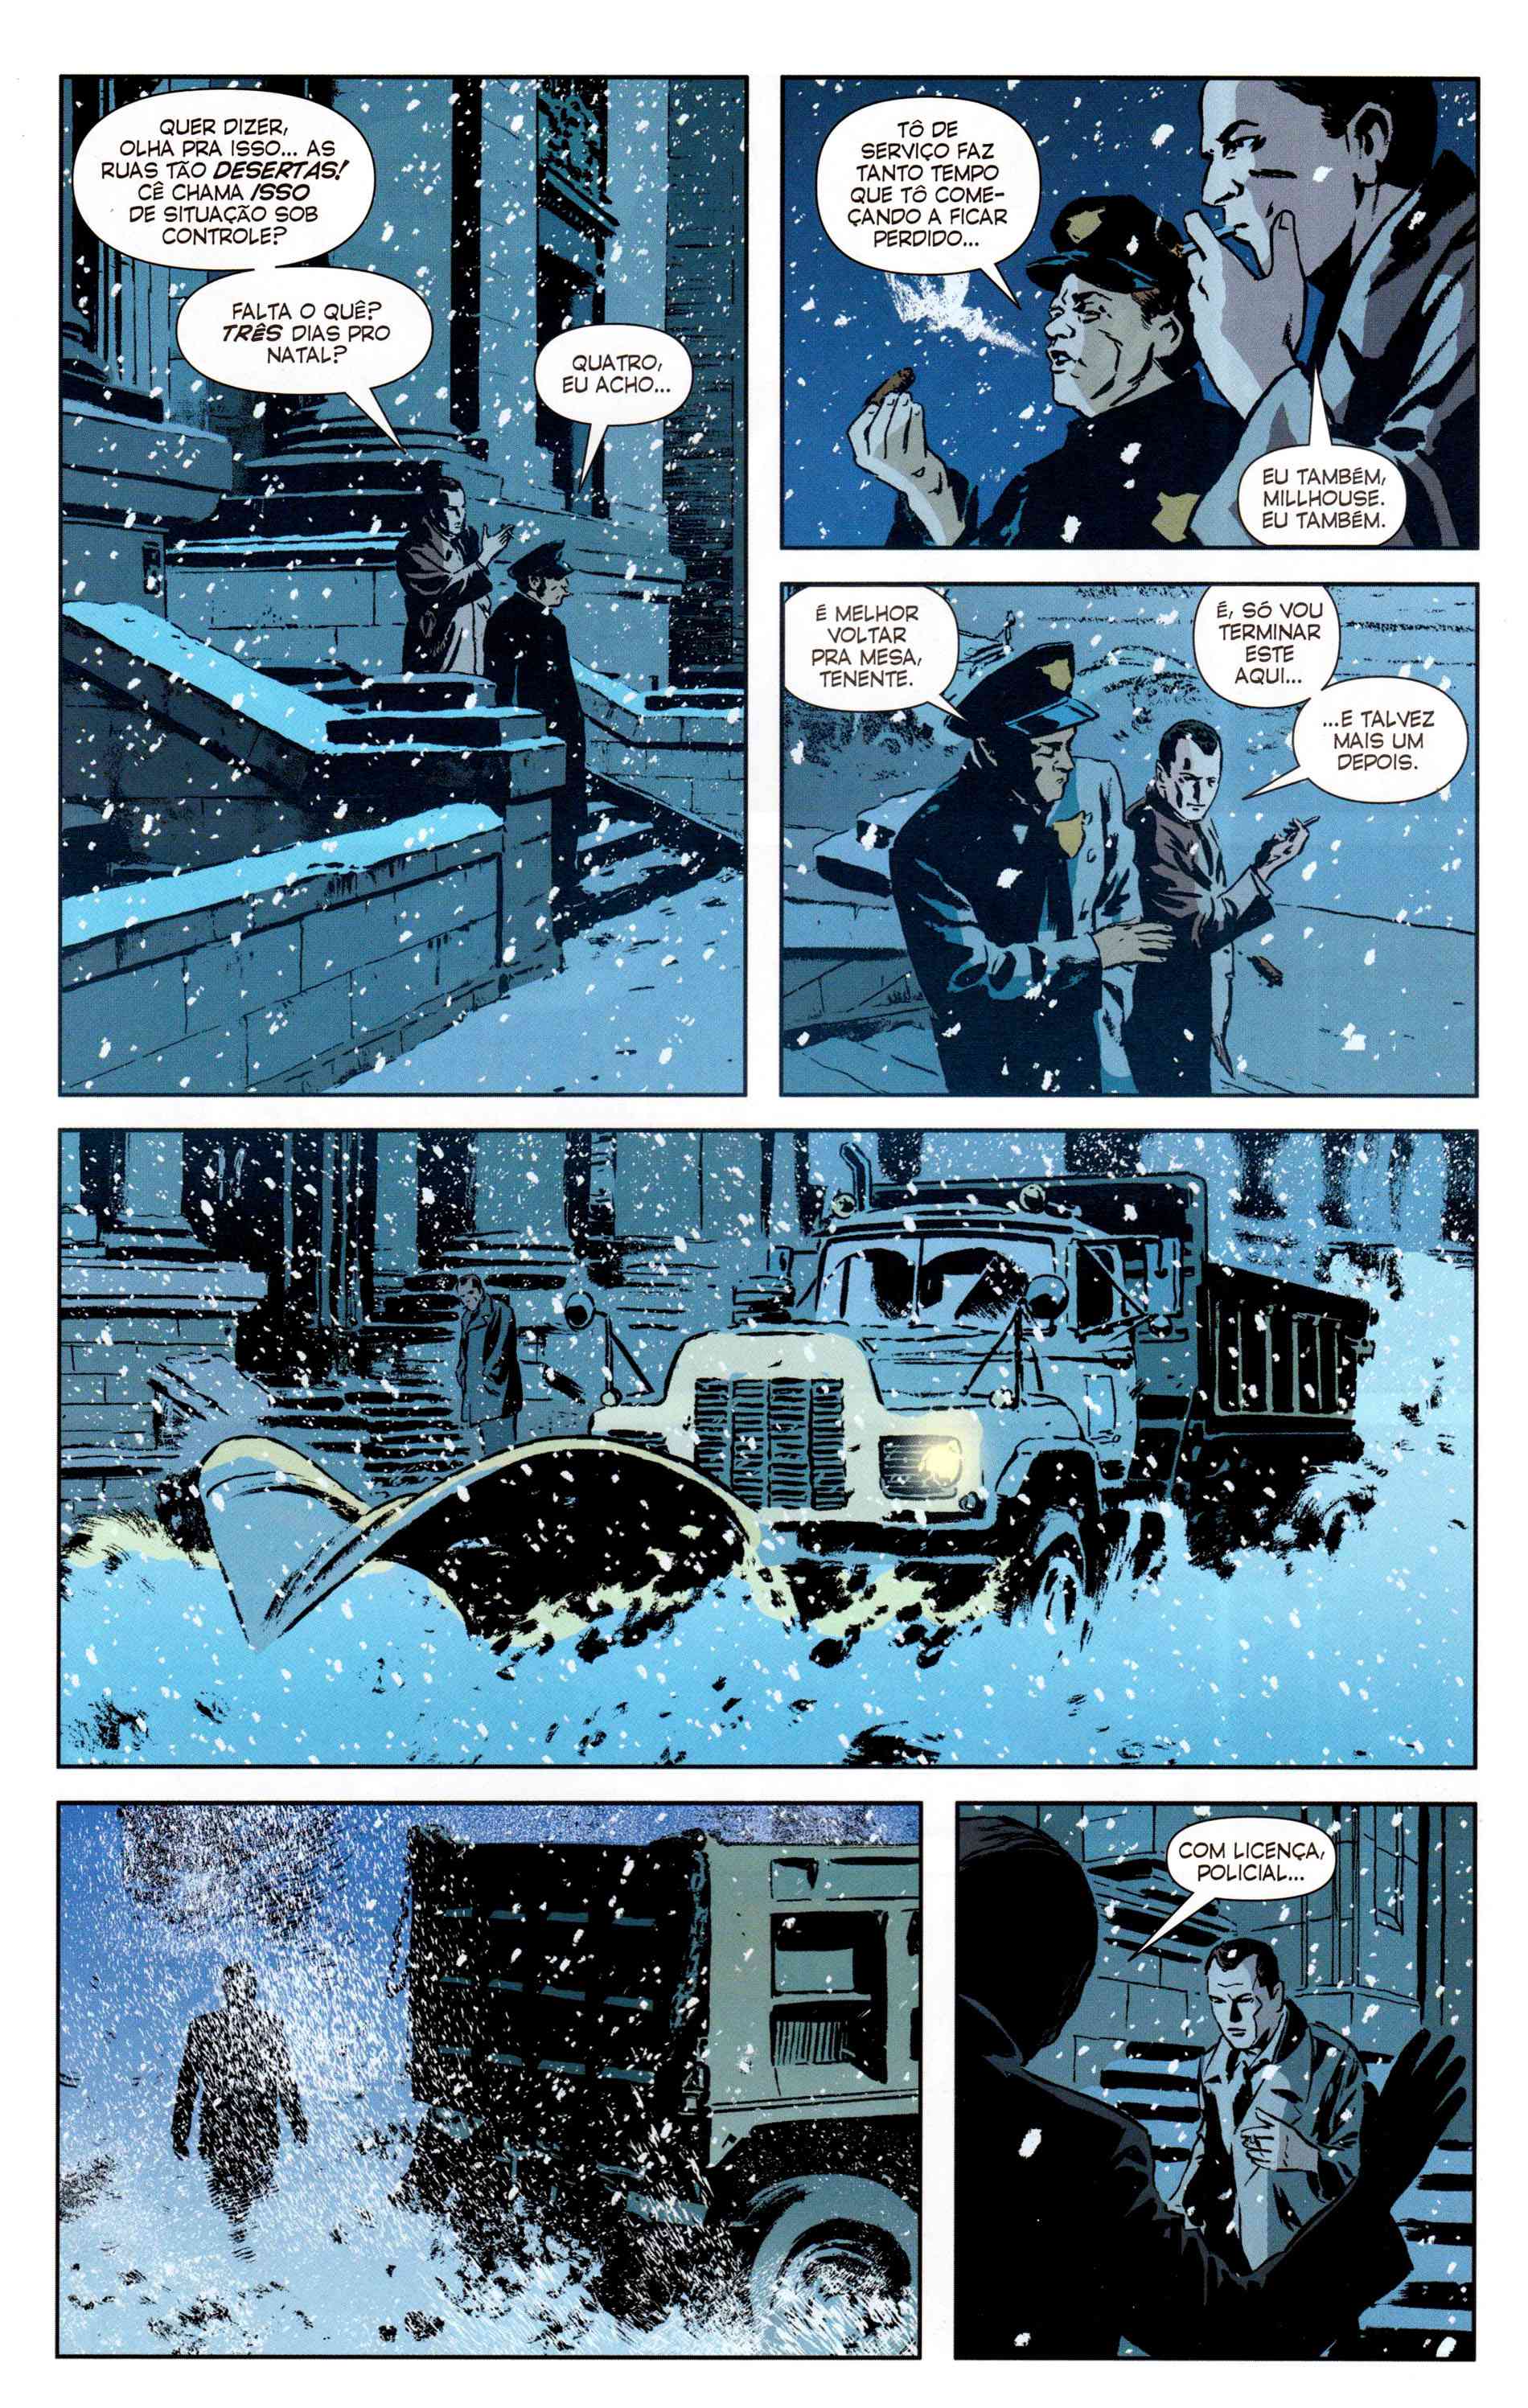 QUER DIZER,
OLHA PRA ISSO... AS
RUAS TÃO DESERTAS!
CÊ CHAMA ISSO
DE SITUAÇÃO SOB
CONTROLE?
FALTA O QUÊ?
TRÊS DIAS PRO
NATAL?
QUATRO,
EU ACHO...
TÔ DE
SERVIÇO FAZ
TANTO TEMPO
QUE TÔ COME-
ÇANDO A FICAR
PERDIDO...
EU TAMBÉM,
MILLHOUSE.
EU TAMBÉM.
É MELHOR
VOLTAR
PRA MESA,
TENENTE.
É, SÓ VOU
TERMINAR
ESTE
AQUI...
...E TALVEZ
MAIS UM
DEPOIS.
COM LICENÇA,
POLICIAL...